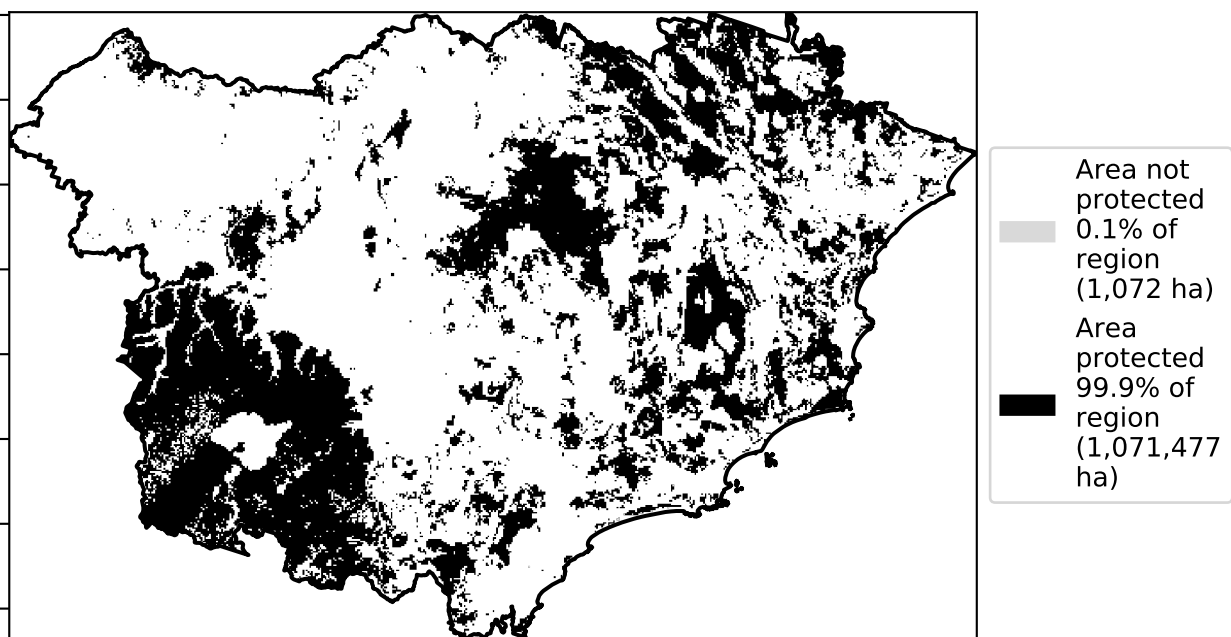 Area not
protected
0.1% of
region
(1,072 ha)
Area
protected
99.9% of
region
(1,071,477
ha)